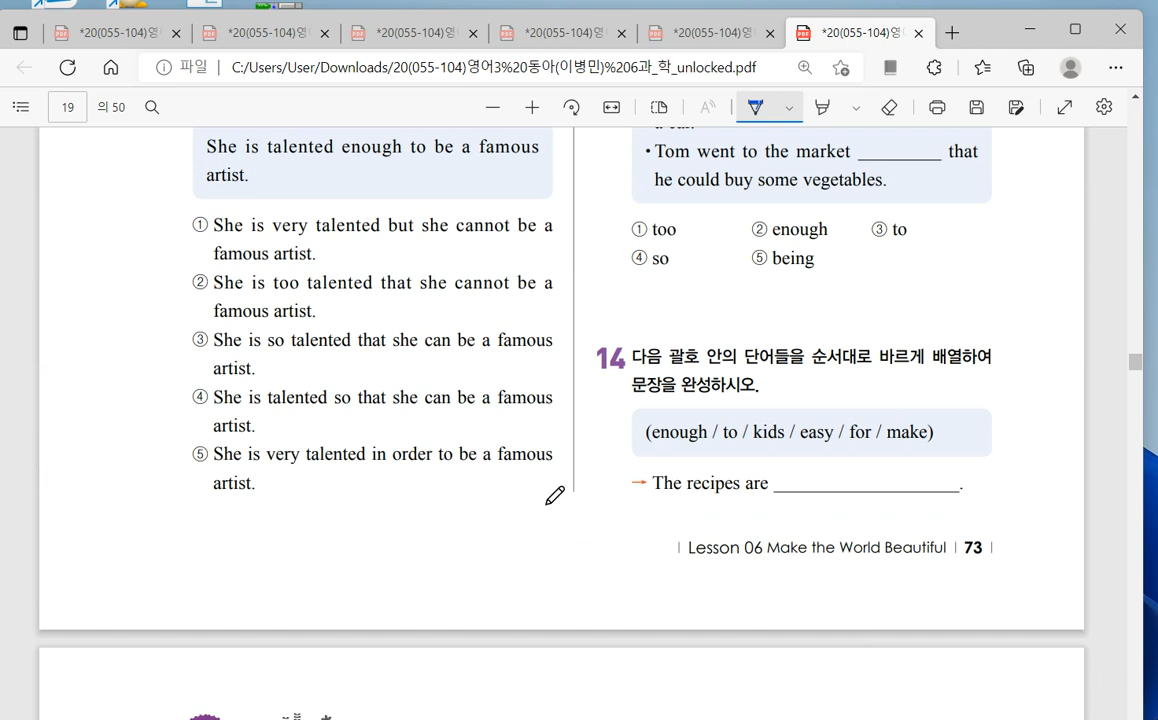 *20(055-104)영
*20(055-104)영
*20(055-104)영
*20(055-104)영
*20(055-104)영
*20(055-104)영
파일 C:/Users/User/Downloads/20(055-104)영어3%20동아(이병민)%206과_학_unlocked.pdf
19 의 50
She is talented enough to be a famous
artist.
① She is very talented but she cannot be a
famous artist.
② She is too talented that she cannot be a
famous artist.
③ She is so talented that she can be a famous
artist.
④ She is talented so that she can be a famous
artist.
⑤ She is very talented in order to be a famous
artist.
• Tom went to the market _________ that
he could buy some vegetables.
① too ② enough ③ to
④ so ⑤ being
14 다음 괄호 안의 단어들을 순서대로 바르게 배열하여
문장을 완성하시오.
(enough / to / kids / easy / for / make)
→ The recipes are ____________________.
Lesson 06 Make the World Beautiful | 73